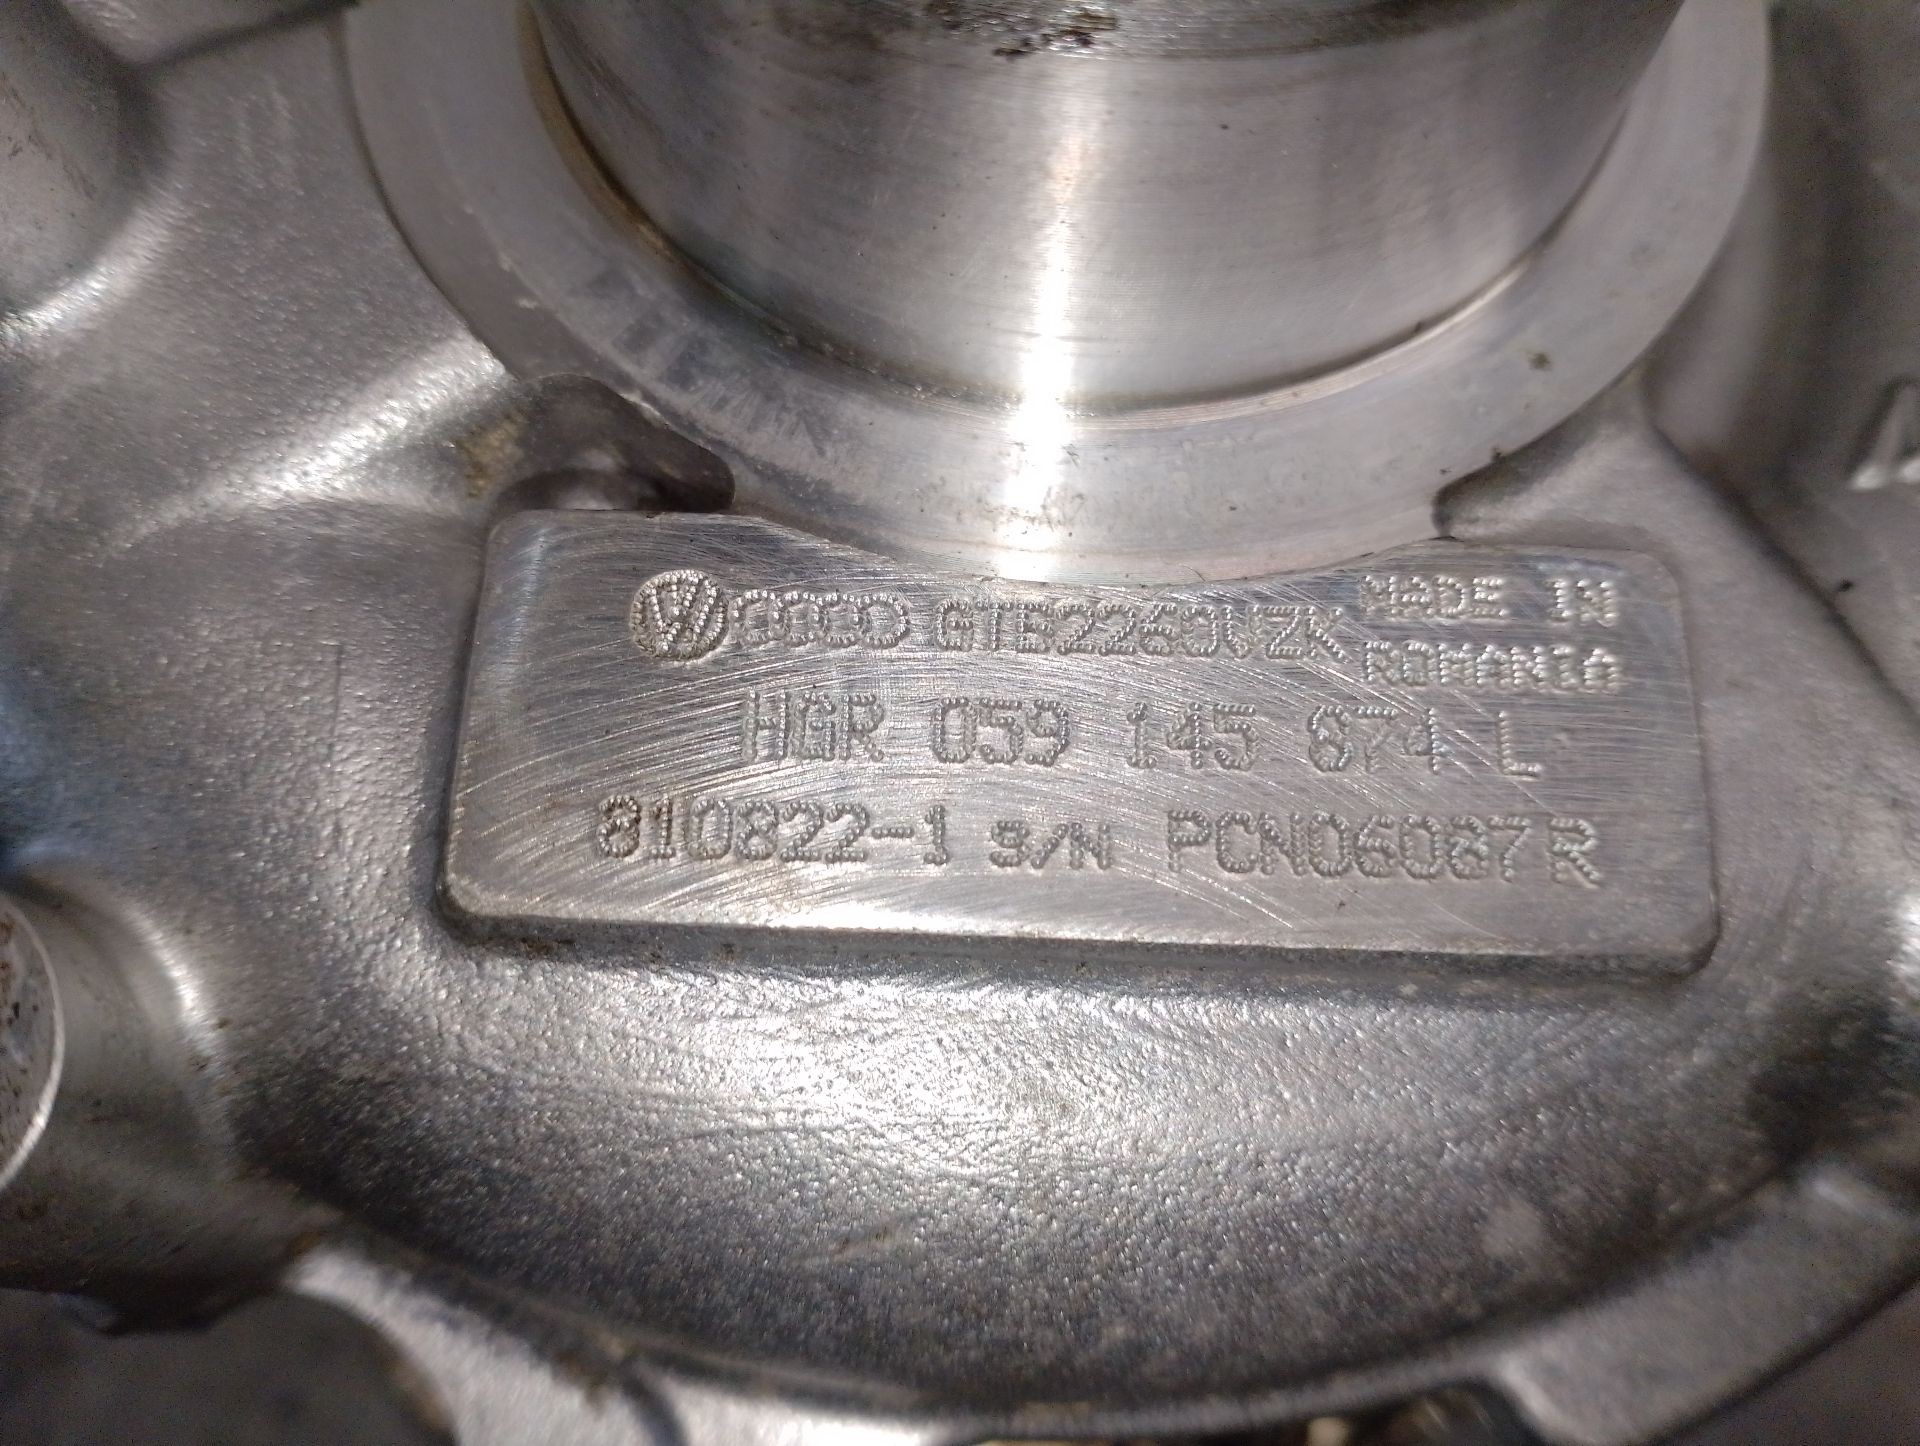 GTB2260VZK MADE IN
ROMANIA
HGR 059 145 874 L
810822-1 S/N PCN06087R